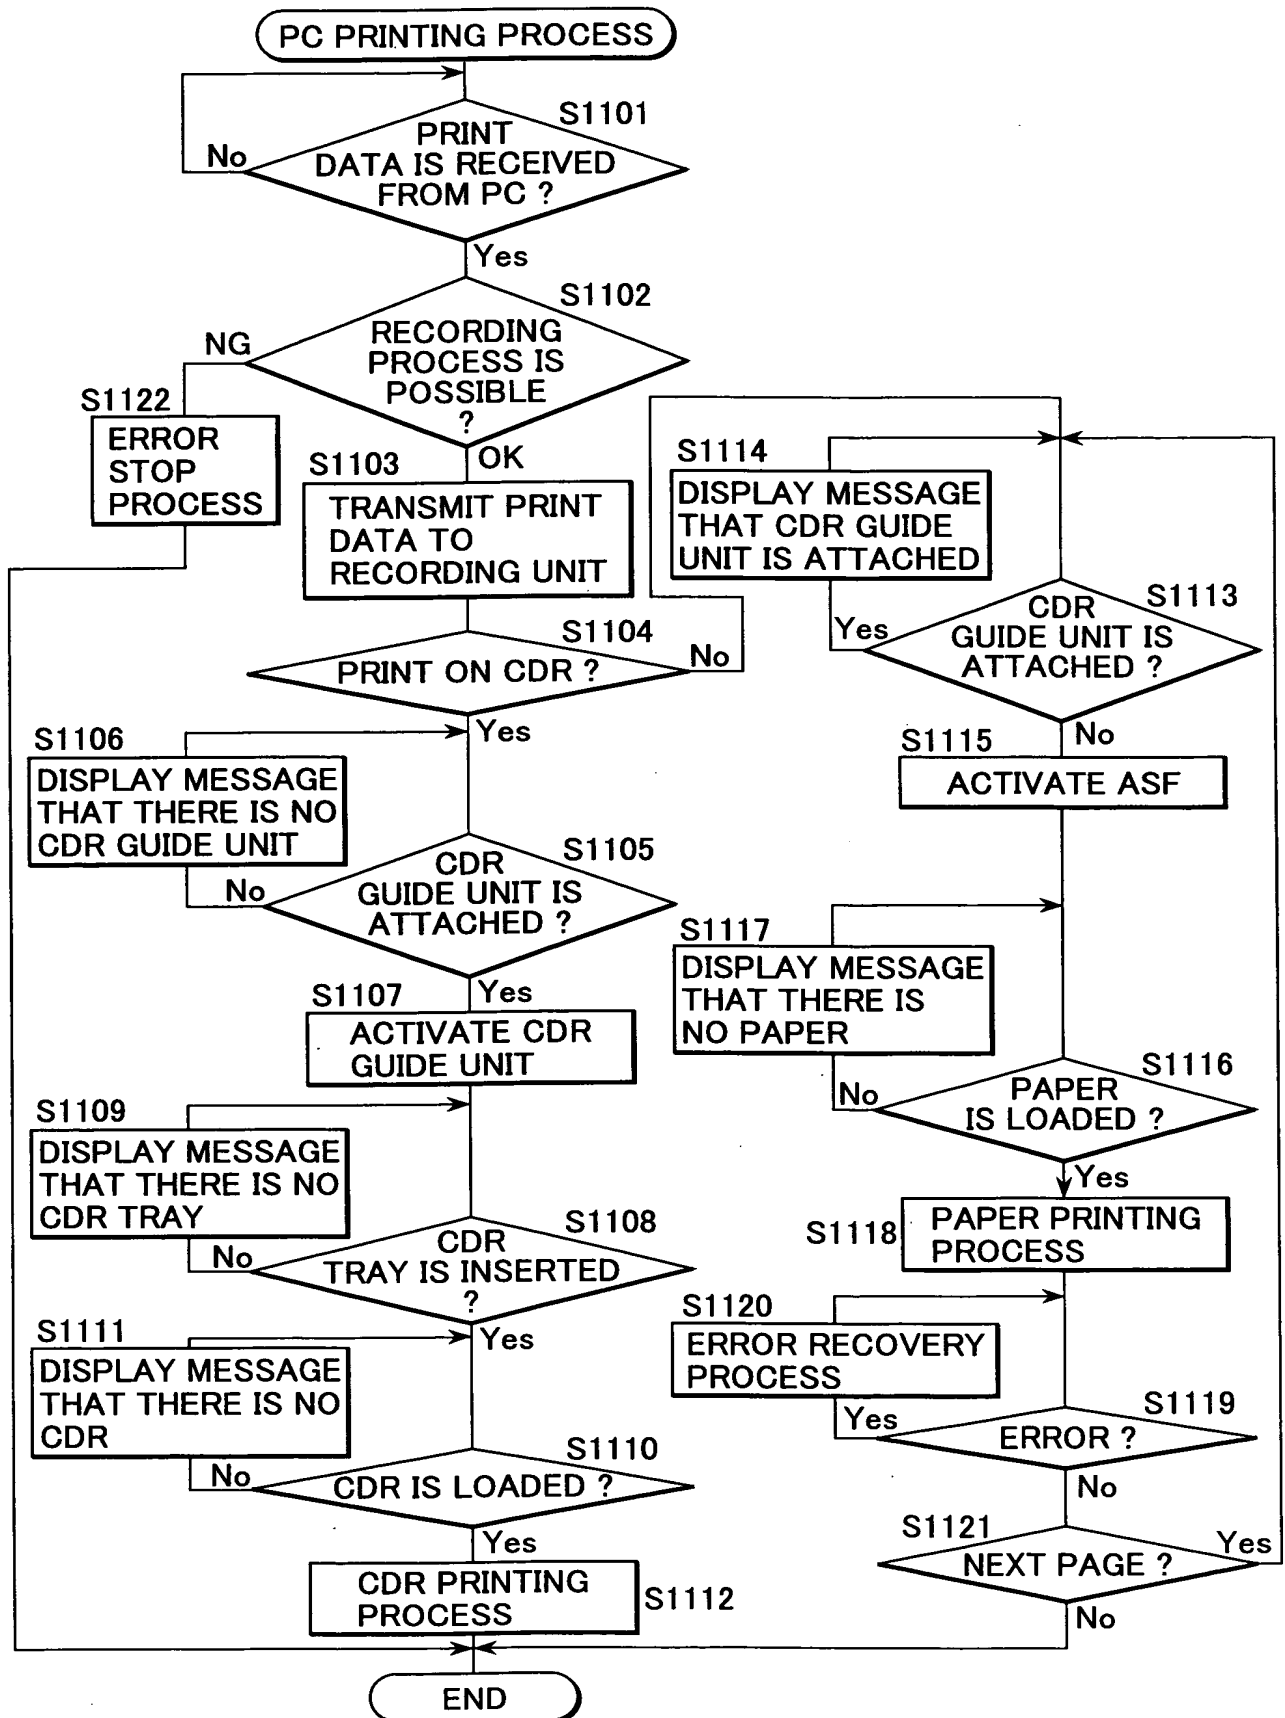 PC PRINTING PROCESS
S1101
PRINT
DATA IS RECEIVED
FROM PC ?
No
Yes
S1102
RECORDING
PROCESS IS
POSSIBLE
?
NG
OK
S1122
ERROR
STOP
PROCESS
S1103
TRANSMIT PRINT
DATA TO
RECORDING UNIT
S1104
PRINT ON CDR ?
No
Yes
S1106
DISPLAY MESSAGE
THAT THERE IS NO
CDR GUIDE UNIT
S1105
CDR
GUIDE UNIT IS
ATTACHED ?
No
Yes
S1107
ACTIVATE CDR
GUIDE UNIT
S1109
DISPLAY MESSAGE
THAT THERE IS NO
CDR TRAY
S1108
CDR
TRAY IS INSERTED
?
No
Yes
S1111
DISPLAY MESSAGE
THAT THERE IS NO
CDR
S1110
CDR IS LOADED ?
No
Yes
CDR PRINTING
PROCESS
S1112
S1114
DISPLAY MESSAGE
THAT CDR GUIDE
UNIT IS ATTACHED
S1113
CDR
GUIDE UNIT IS
ATTACHED ?
Yes
No
S1115
ACTIVATE ASF
S1117
DISPLAY MESSAGE
THAT THERE IS
NO PAPER
S1116
PAPER
IS LOADED ?
No
Yes
S1118
PAPER PRINTING
PROCESS
S1120
ERROR RECOVERY
PROCESS
S1119
ERROR ?
Yes
No
S1121
NEXT PAGE ?
Yes
No
END